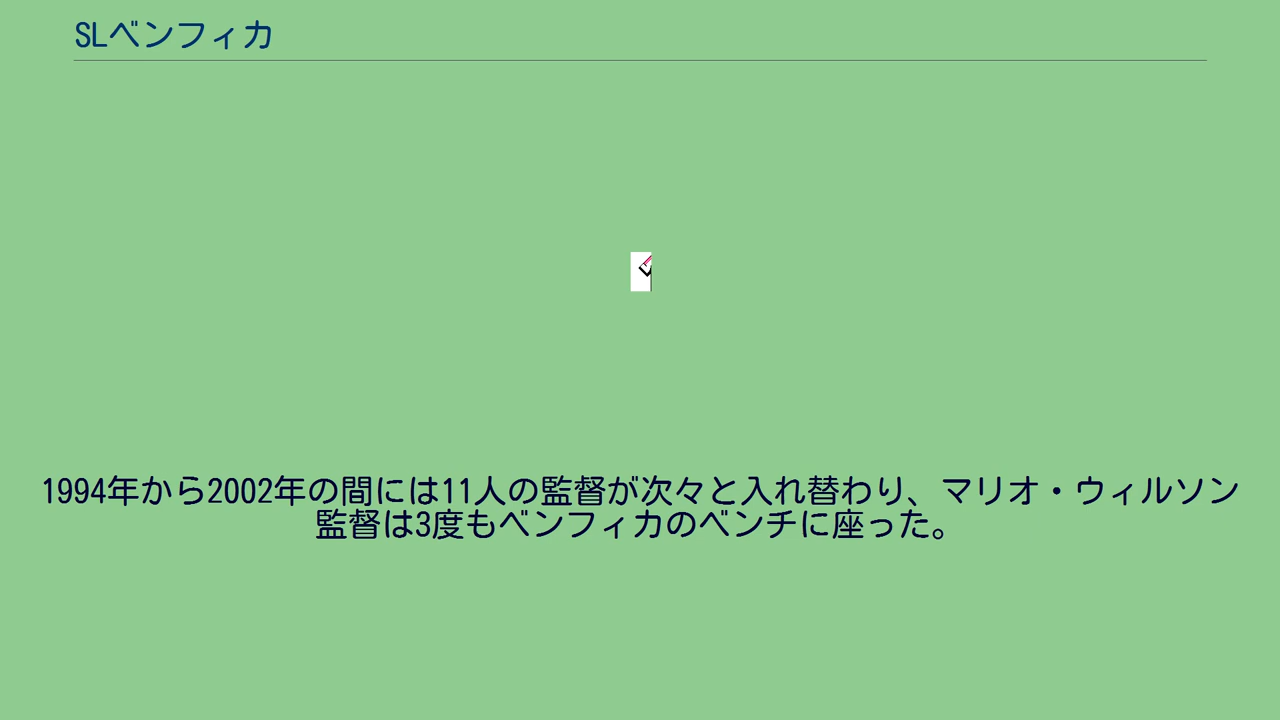 SLベンフィカ
1994年から2002年の間には11人の監督が次々と入れ替わり、マリオ・ウィルソン
監督は3度もベンフィカのベンチに座った。